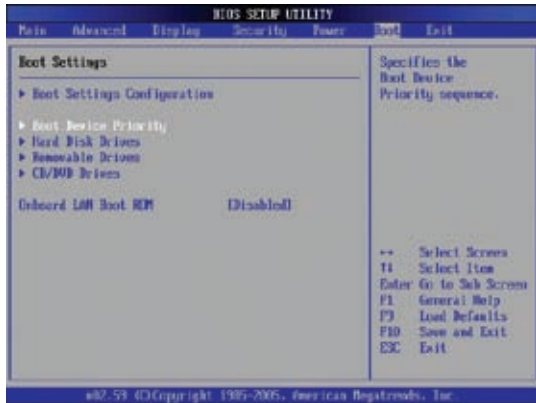 BIOS SETUP UTILITY
Main Advanced Display Security Power Boot Exit
Boot Settings
Boot Settings Configuration
Boot Device Priority
Hard Disk Drives
Removable Drives
CD/DVD Drives
Onboard LAN Boot ROM [Disabled]
Specifies the
Boot Device
Priority sequence.
↔ Select Screen
↑↓ Select Item
Enter Go to Sub Screen
F1 General Help
F9 Load Defaults
F10 Save and Exit
ESC Exit
v02.59 (C)Copyright 1985-2005, American Megatrends, Inc.